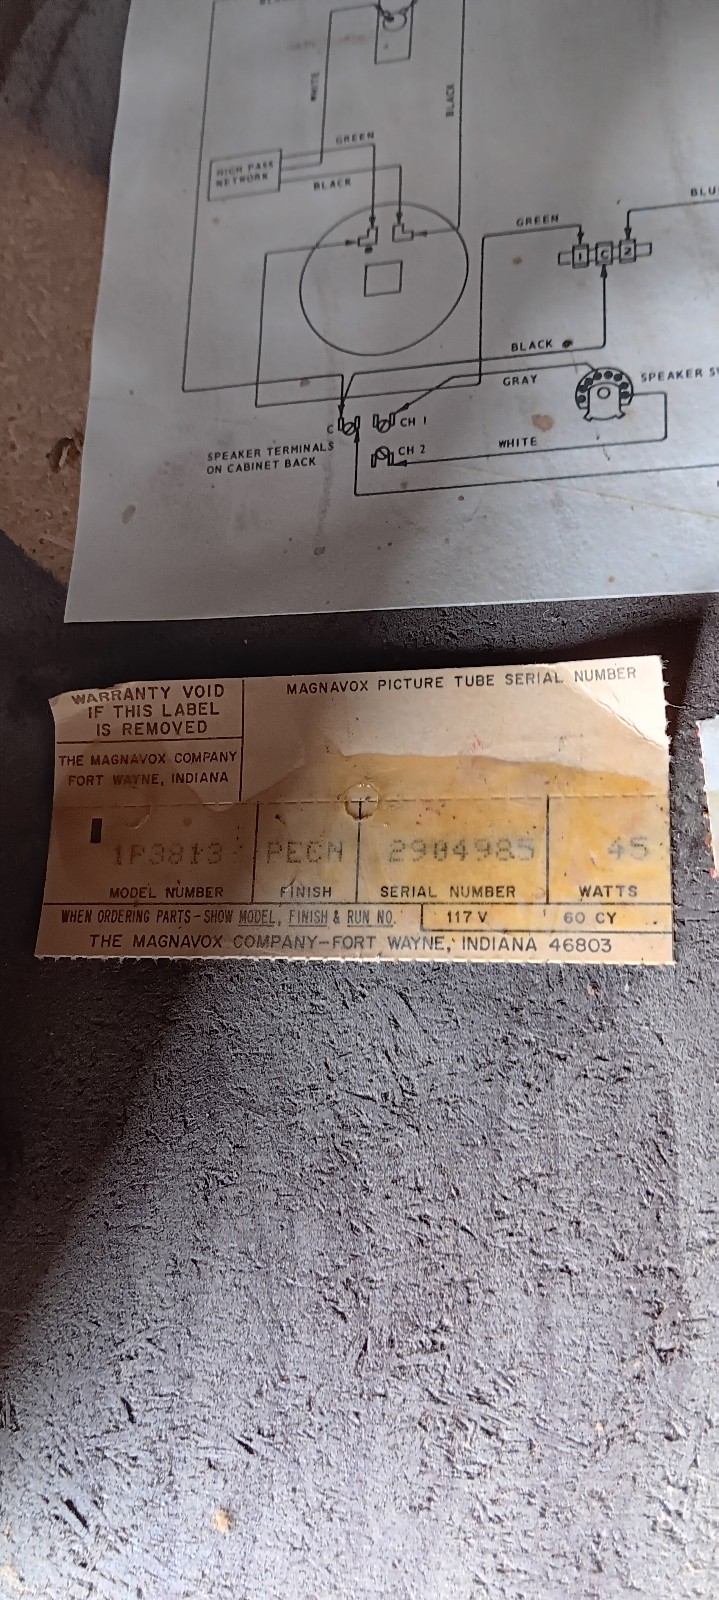 WHITE
BLACK
GREEN
HIGH PASS
NETWORK
BLACK
BLU
GREEN
1 C 2
BLACK
GRAY
SPEAKER SW
C
CH 1
SPEAKER TERMINALS
ON CABINET BACK
CH 2
WHITE
WARRANTY VOID
IF THIS LABEL
IS REMOVED
MAGNAVOX PICTURE TUBE SERIAL NUMBER
THE MAGNAVOX COMPANY
FORT WAYNE, INDIANA
1P3813 PECN 2904985 45
MODEL NUMBER FINISH SERIAL NUMBER WATTS
WHEN ORDERING PARTS-SHOW MODEL, FINISH & RUN NO. 117 V 60 CY
THE MAGNAVOX COMPANY-FORT WAYNE, INDIANA 46803